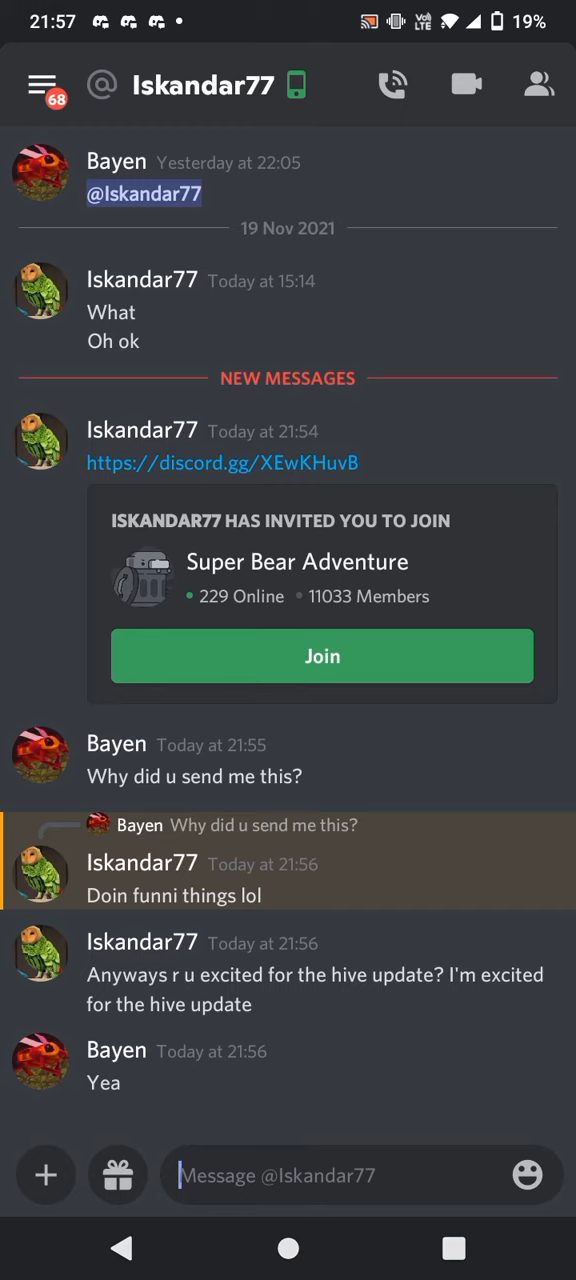 21:57
Vo)
LTE
19%
68
@ Iskandar77
Bayen Yesterday at 22:05
@Iskandar77
19 Nov 2021
Iskandar77 Today at 15:14
What
Oh ok
NEW MESSAGES
Iskandar77 Today at 21:54
https://discord.gg/XEwKHuvB
ISKANDAR77 HAS INVITED YOU TO JOIN
Super Bear Adventure
229 Online • 11033 Members
Join
Bayen Today at 21:55
Why did u send me this?
Bayen Why did u send me this?
Iskandar77 Today at 21:56
Doin funni things lol
Iskandar77 Today at 21:56
Anyways r u excited for the hive update? I'm excited
for the hive update
Bayen Today at 21:56
Yea
Message @Iskandar77